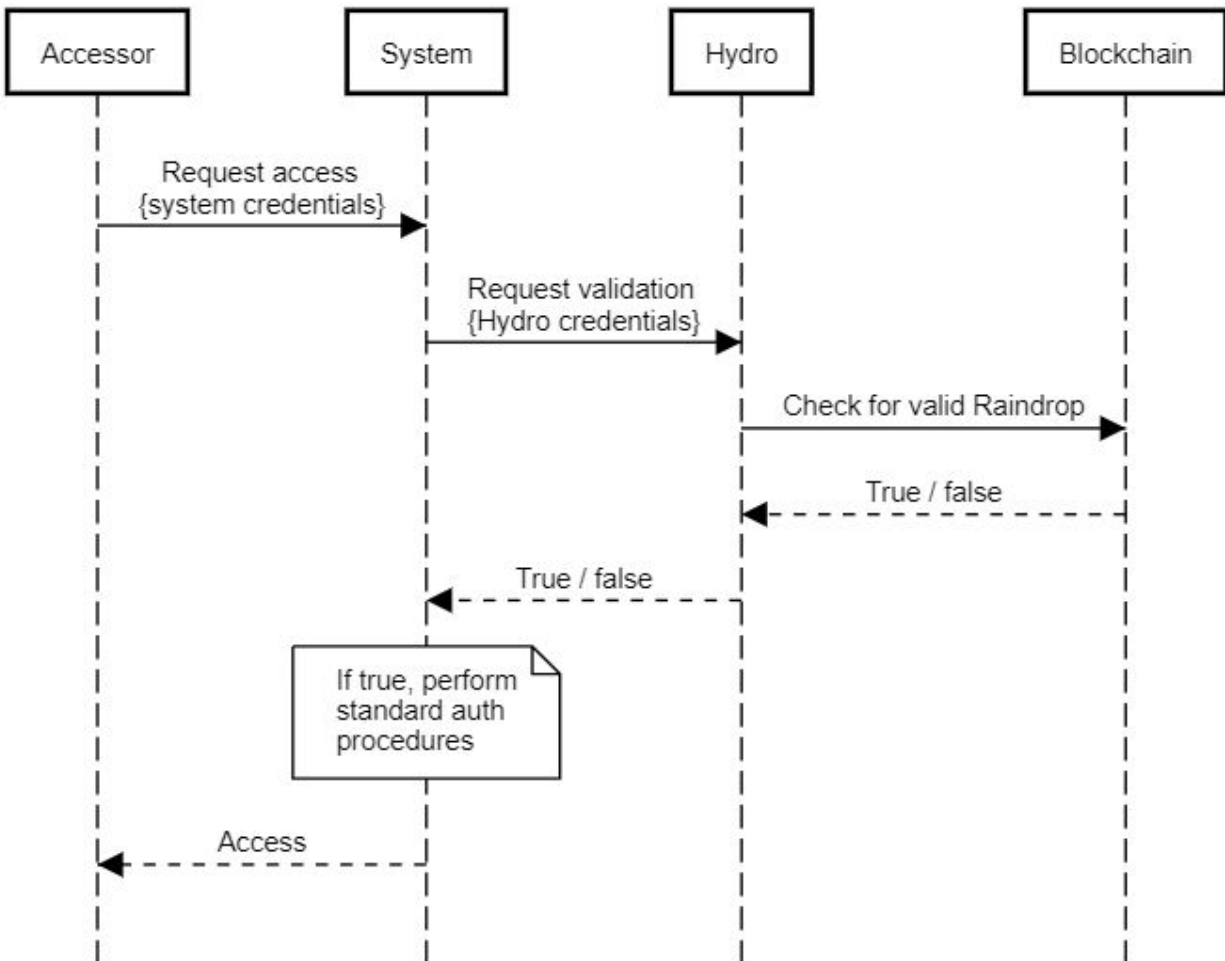 Accessor
System
Hydro
Blockchain
Request access
{system credentials}
Request validation
{Hydro credentials}
Check for valid Raindrop
True / false
True / false
If true, perform
standard auth
procedures
Access